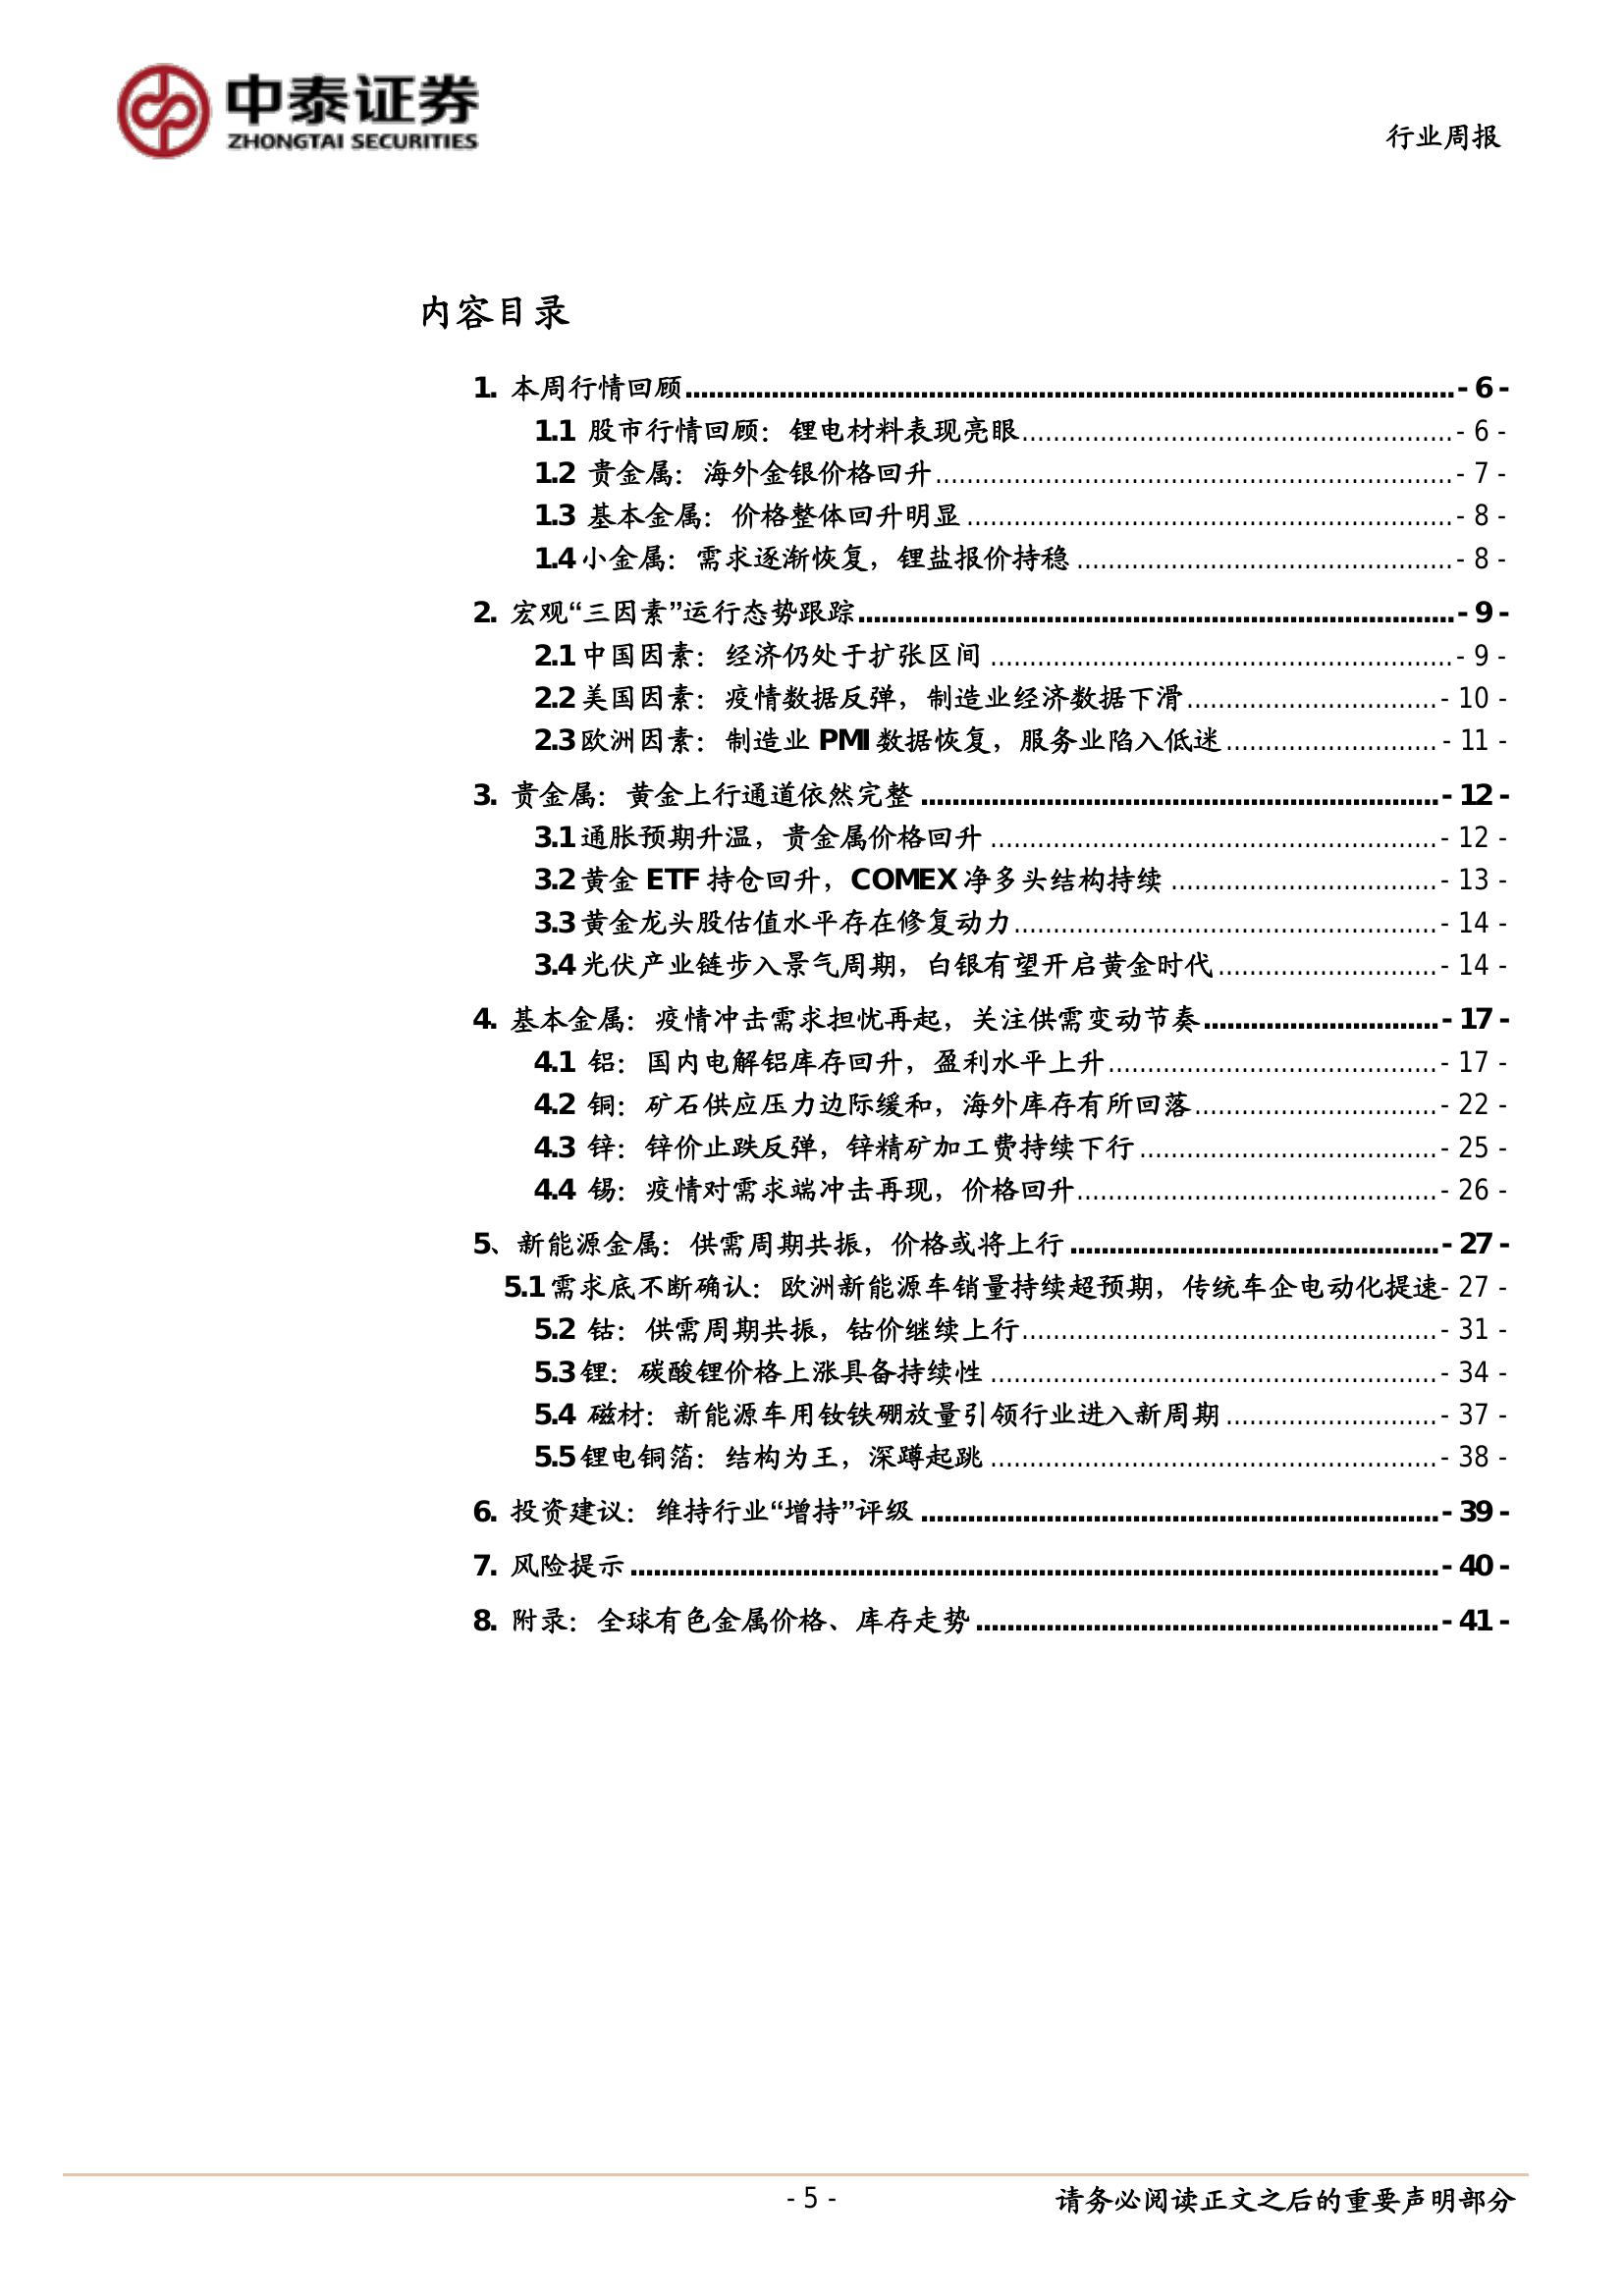 中泰证券
ZHONGTAI SECURITIES
行业周报
内容目录
1. 本周行情回顾 - 6 -
1.1 股市行情回顾：锂电材料表现亮眼 - 6 -
1.2 贵金属：海外金银价格回升 - 7 -
1.3 基本金属：价格整体回升明显 - 8 -
1.4 小金属：需求逐渐恢复，锂盐报价持稳 - 8 -
2. 宏观“三因素”运行态势跟踪 - 9 -
2.1 中国因素：经济仍处于扩张区间 - 9 -
2.2 美国因素：疫情数据反弹，制造业经济数据下滑 - 10 -
2.3 欧洲因素：制造业 PMI 数据恢复，服务业陷入低迷 - 11 -
3. 贵金属：黄金上行通道依然完整 - 12 -
3.1 通胀预期升温，贵金属价格回升 - 12 -
3.2 黄金 ETF 持仓回升，COMEX 净多头结构持续 - 13 -
3.3 黄金龙头股估值水平存在修复动力 - 14 -
3.4 光伏产业链步入景气周期，白银有望开启黄金时代 - 14 -
4. 基本金属：疫情冲击需求担忧再起，关注供需变动节奏 - 17 -
4.1 铝：国内电解铝库存回升，盈利水平上升 - 17 -
4.2 铜：矿石供应压力边际缓和，海外库存有所回落 - 22 -
4.3 锌：锌价止跌反弹，锌精矿加工费持续下行 - 25 -
4.4 锡：疫情对需求端冲击再现，价格回升 - 26 -
5、新能源金属：供需周期共振，价格或将上行 - 27 -
5.1 需求底不断确认：欧洲新能源车销量持续超预期，传统车企电动化提速 - 27 -
5.2 钴：供需周期共振，钴价继续上行 - 31 -
5.3 锂：碳酸锂价格上涨具备持续性 - 34 -
5.4 磁材：新能源车用钕铁硼放量引领行业进入新周期 - 37 -
5.5 锂电铜箔：结构为王，深蹲起跳 - 38 -
6. 投资建议：维持行业“增持”评级 - 39 -
7. 风险提示 - 40 -
8. 附录：全球有色金属价格、库存走势 - 41 -
- 5 -
请务必阅读正文之后的重要声明部分